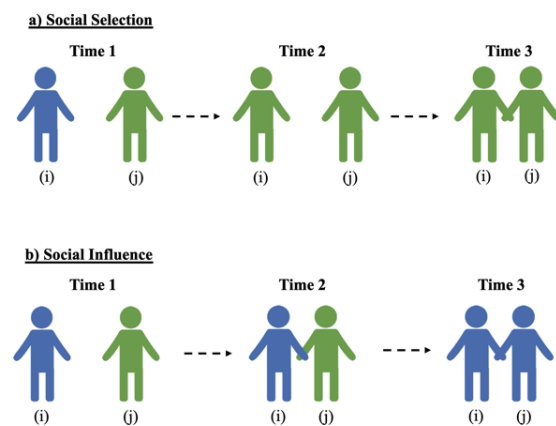 a) Social Selection
Time 1 Time 2 Time 3
(i) (j) (i) (j) (i) (j)
b) Social Influence
Time 1 Time 2 Time 3
(i) (j) (i) (j) (i) (j)